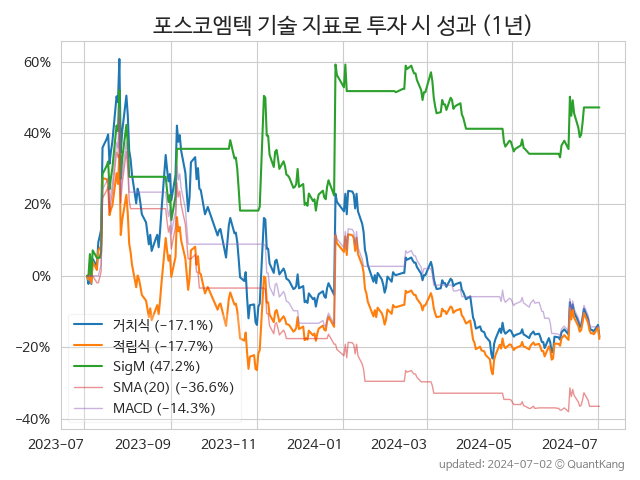 포스코엠텍 기술 지표로 투자 시 성과 (1년)
60%
40%
20%
0%
−20%
−40%
거치식 (−17.1%)
적립식 (−17.7%)
SigM (47.2%)
SMA(20) (−36.6%)
MACD (−14.3%)
2023-07 2023-09 2023-11 2024-01 2024-03 2024-05 2024-07
updated: 2024-07-02 © QuantKang